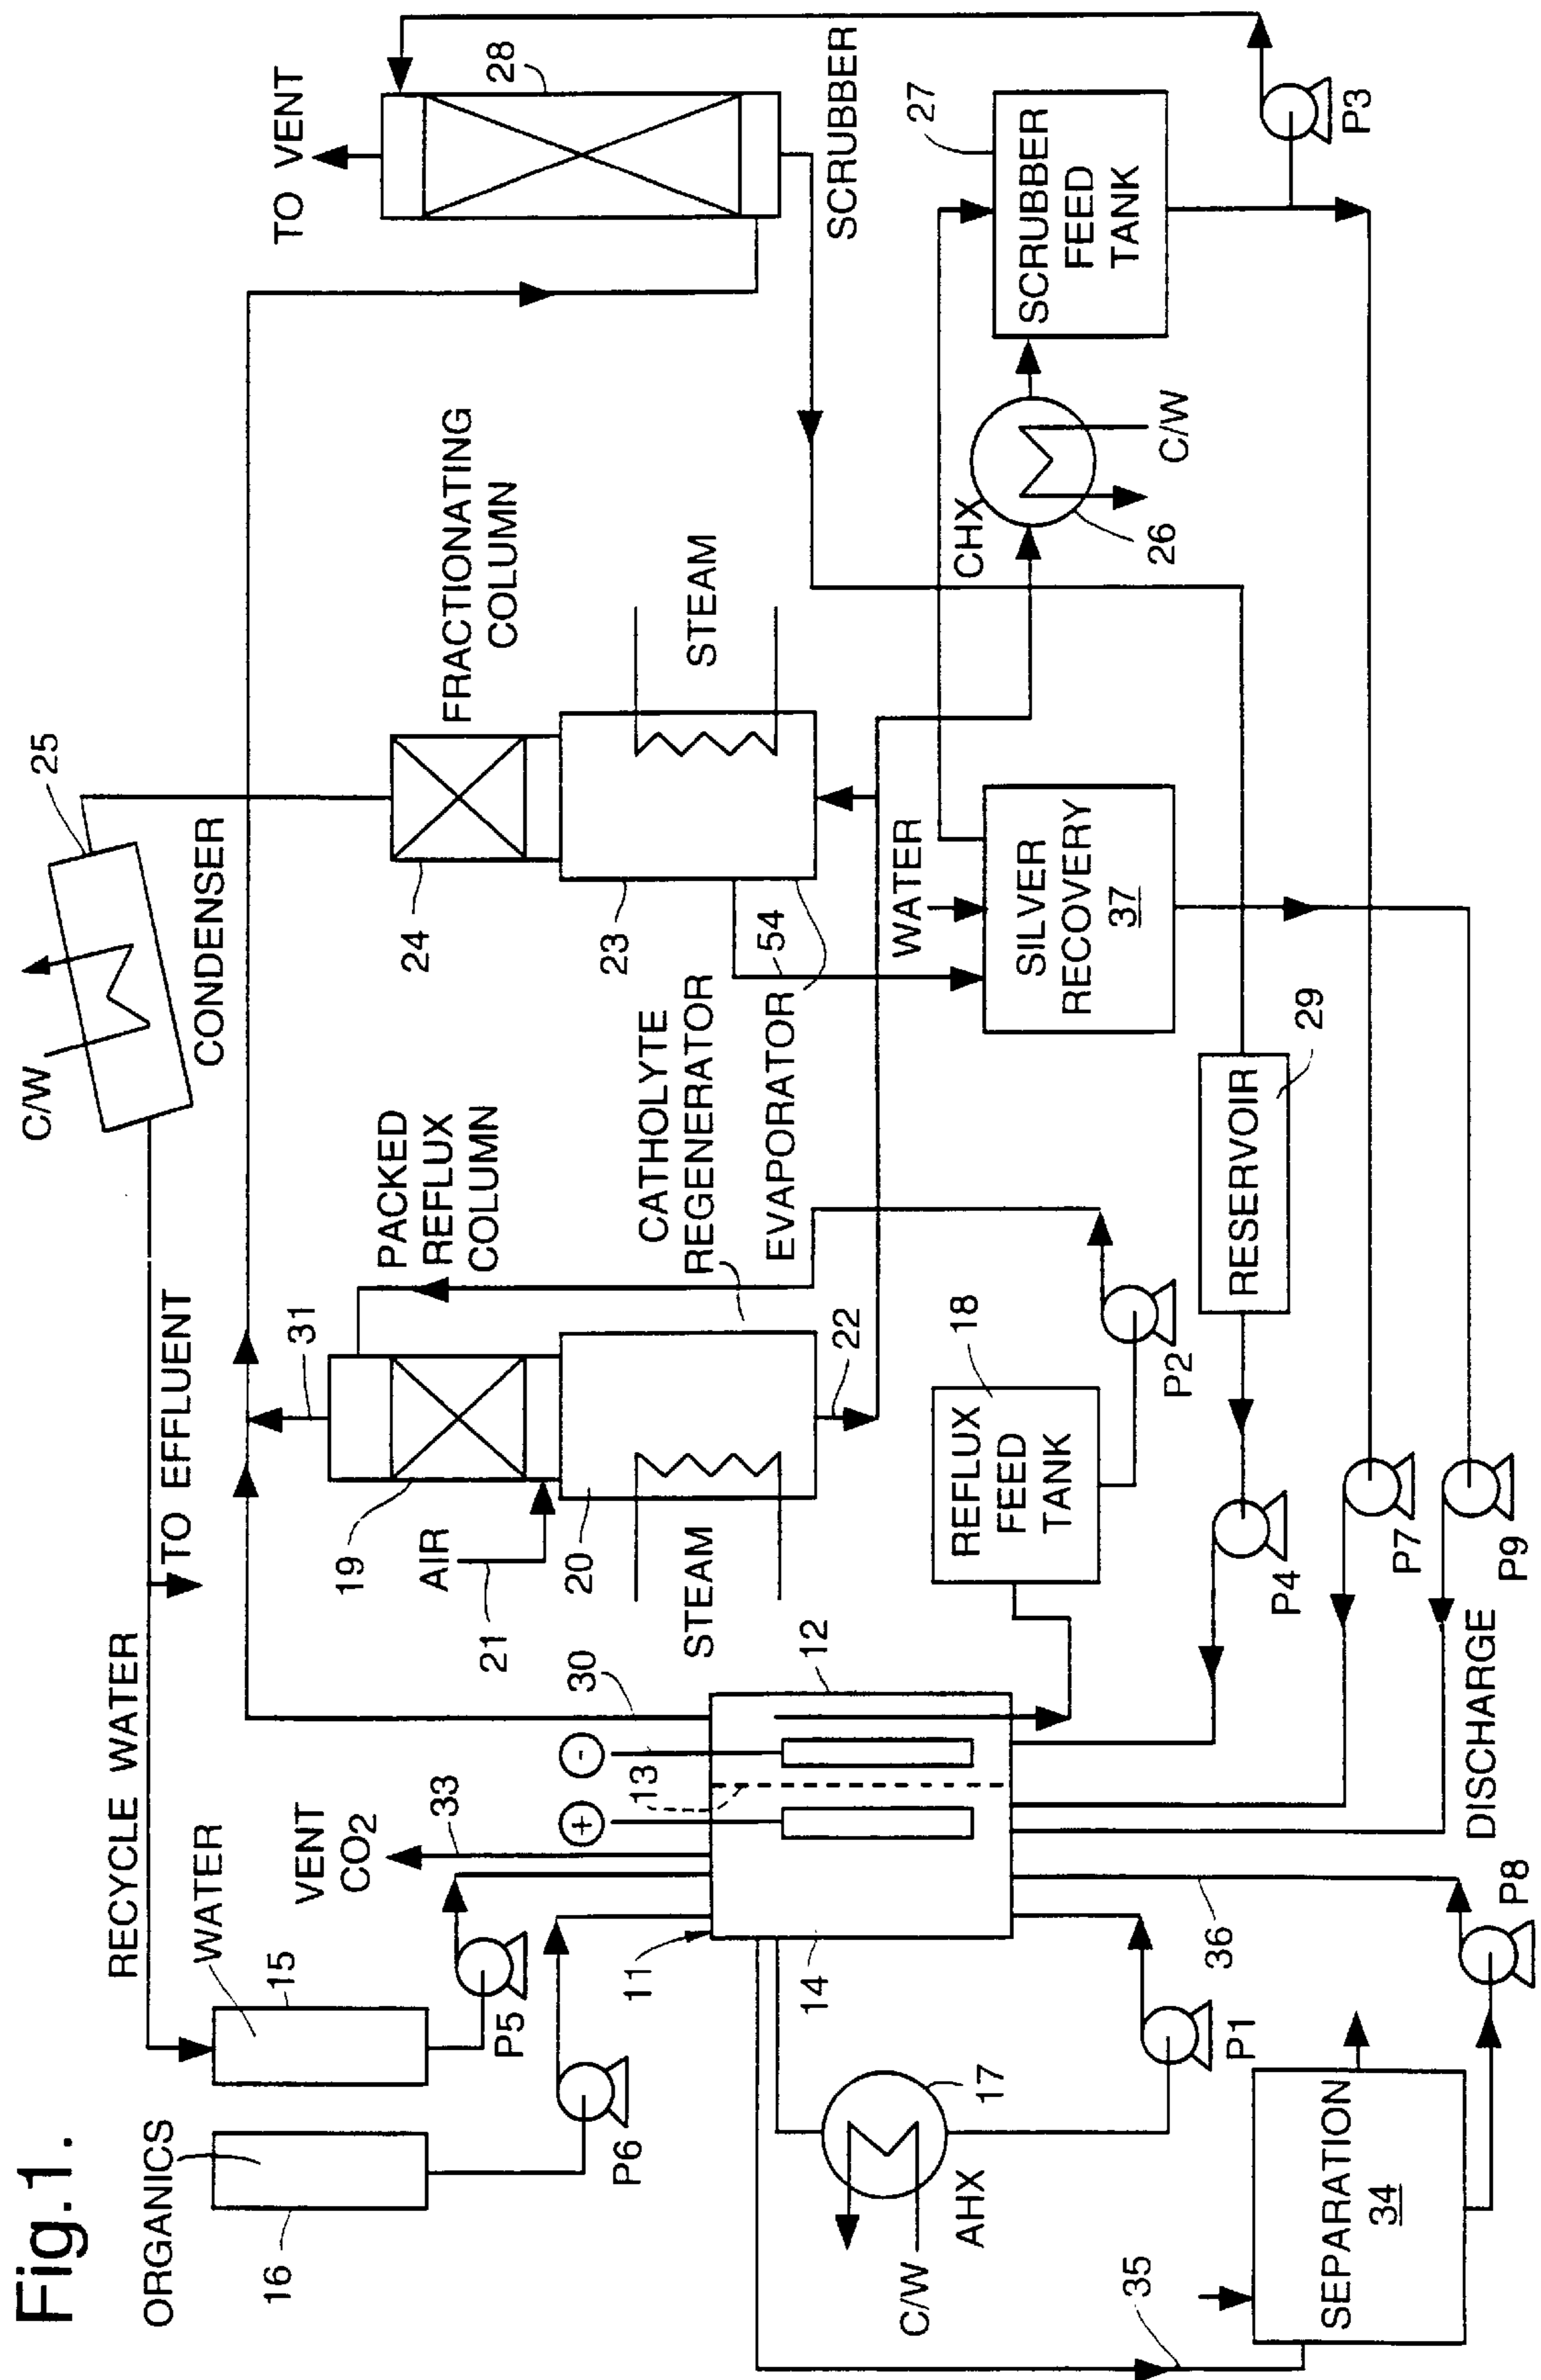 Fig.1.
ORGANICS
16
RECYCLE WATER
WATER
15
P5
P6
TO EFFLUENT
VENT
CO2
33
C/W
25
CONDENSER
TO VENT
28
SCRUBBER
31
PACKED
REFLUX
COLUMN
19
AIR
21
20
STEAM
22
CATHOLYTE
REGENERATOR
EVAPORATOR
24
23
FRACTIONATING
COLUMN
STEAM
54
30
13
+
-
11
12
14
C/W
17
AHX
P1
REFLUX
FEED
TANK
18
P2
WATER
SILVER
RECOVERY
37
CHX
26
C/W
SCRUBBER
FEED
TANK
27
P3
RESERVOIR
29
P4
P7
P9
DISCHARGE
35
SEPARATION
34
36
P8